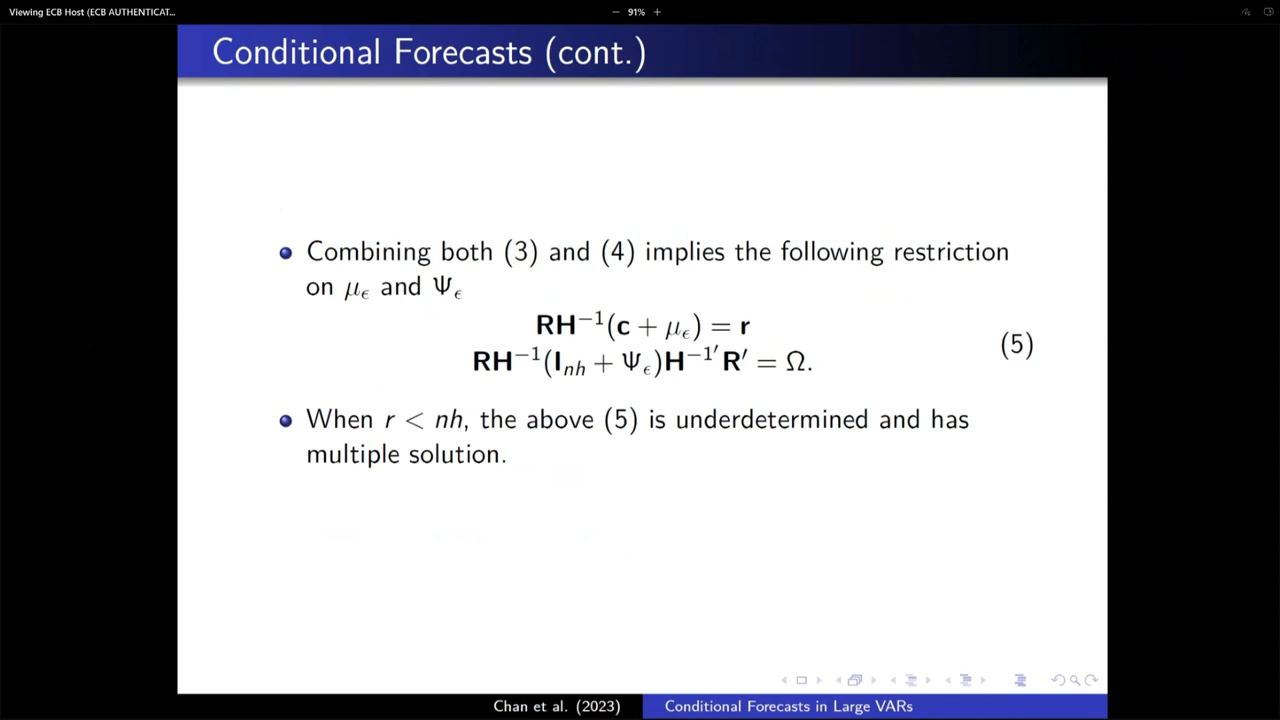 Viewing ECB Host (ECB AUTHENTICAT...
− 91% +
Conditional Forecasts (cont.)
Combining both (3) and (4) implies the following restriction
on μ_ϵ and Ψ_ϵ
RH⁻¹(c + μ_ϵ) = r
RH⁻¹(I_nh + Ψ_ϵ)H⁻¹′R′ = Ω.
(5)
When r < nh, the above (5) is underdetermined and has
multiple solution.
Chan et al. (2023)
Conditional Forecasts in Large VARs